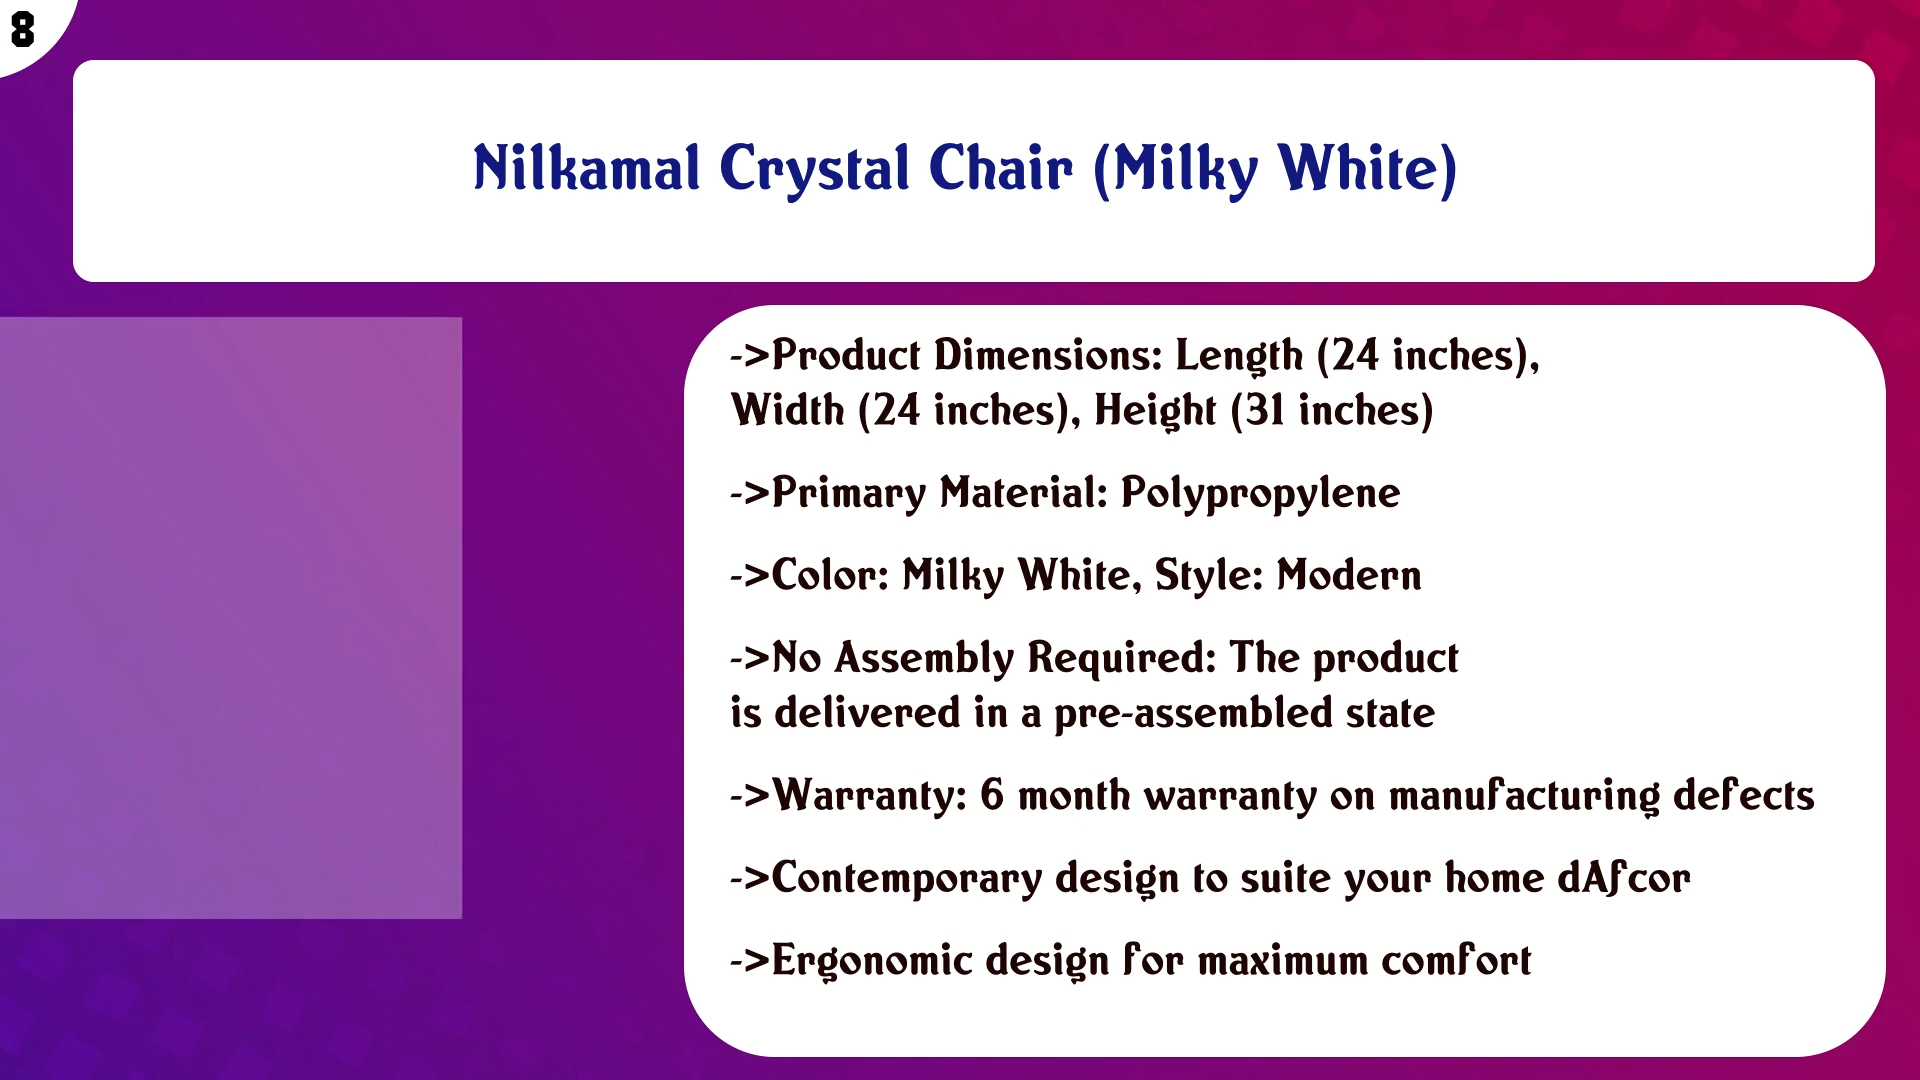 8
Nilkamal Crystal Chair (Milky White)
->Product Dimensions: Length (24 inches),
Width (24 inches), Height (31 inches)
->Primary Material: Polypropylene
->Color: Milky White, Style: Modern
->No Assembly Required: The product
is delivered in a pre-assembled state
->Warranty: 6 month warranty on manufacturing defects
->Contemporary design to suite your home dAfcor
->Ergonomic design for maximum comfort